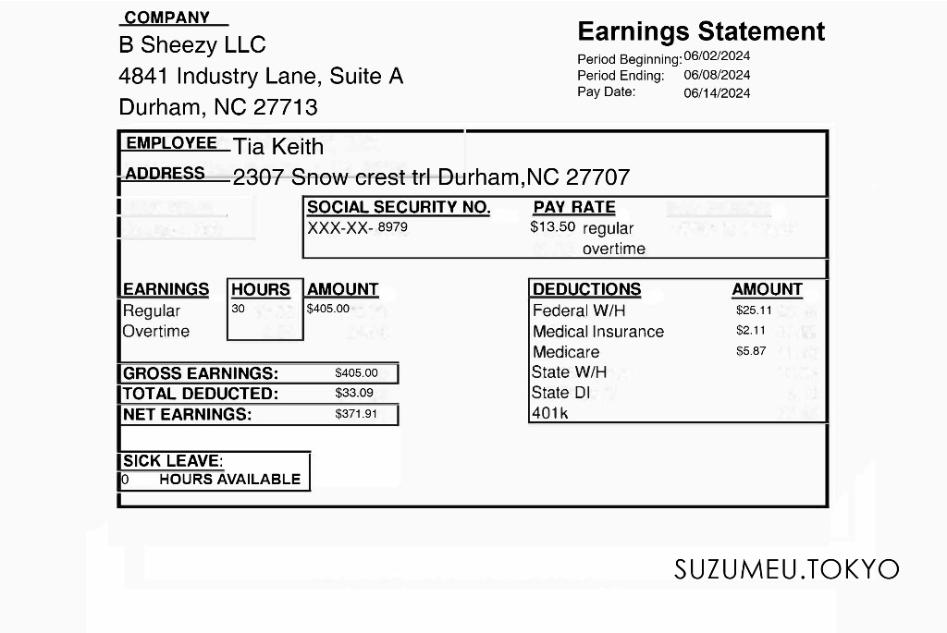 COMPANY
B Sheezy LLC
4841 Industry Lane, Suite A
Durham, NC 27713
Earnings Statement
Period Beginning: 06/02/2024
Period Ending: 06/08/2024
Pay Date: 06/14/2024
EMPLOYEE Tia Keith
ADDRESS 2307 Snow crest trl Durham,NC 27707
SOCIAL SECURITY NO. PAY RATE
XXX-XX- 8979 $13.50 regular
overtime
EARNINGS HOURS AMOUNT
Regular 30 $405.00
Overtime
DEDUCTIONS AMOUNT
Federal W/H $25.11
Medical Insurance $2.11
Medicare $5.87
State W/H
State DI
401k
GROSS EARNINGS: $405.00
TOTAL DEDUCTED: $33.09
NET EARNINGS: $371.91
SICK LEAVE:
0 HOURS AVAILABLE
SUZUMEU.TOKYO